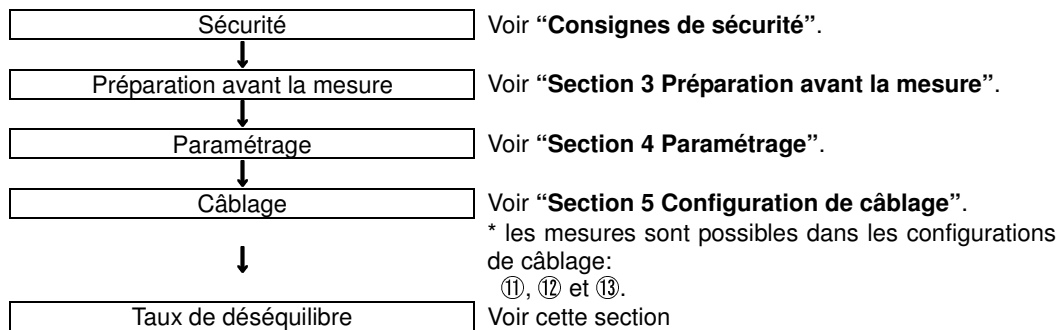 Sécurité
Voir “Consignes de sécurité”.
Préparation avant la mesure
Voir “Section 3 Préparation avant la mesure”.
Paramétrage
Voir “Section 4 Paramétrage”.
Câblage
Voir “Section 5 Configuration de câblage”.
* les mesures sont possibles dans les configurations
de câblage:
⑪, ⑫ et ⑬.
Taux de déséquilibre
Voir cette section